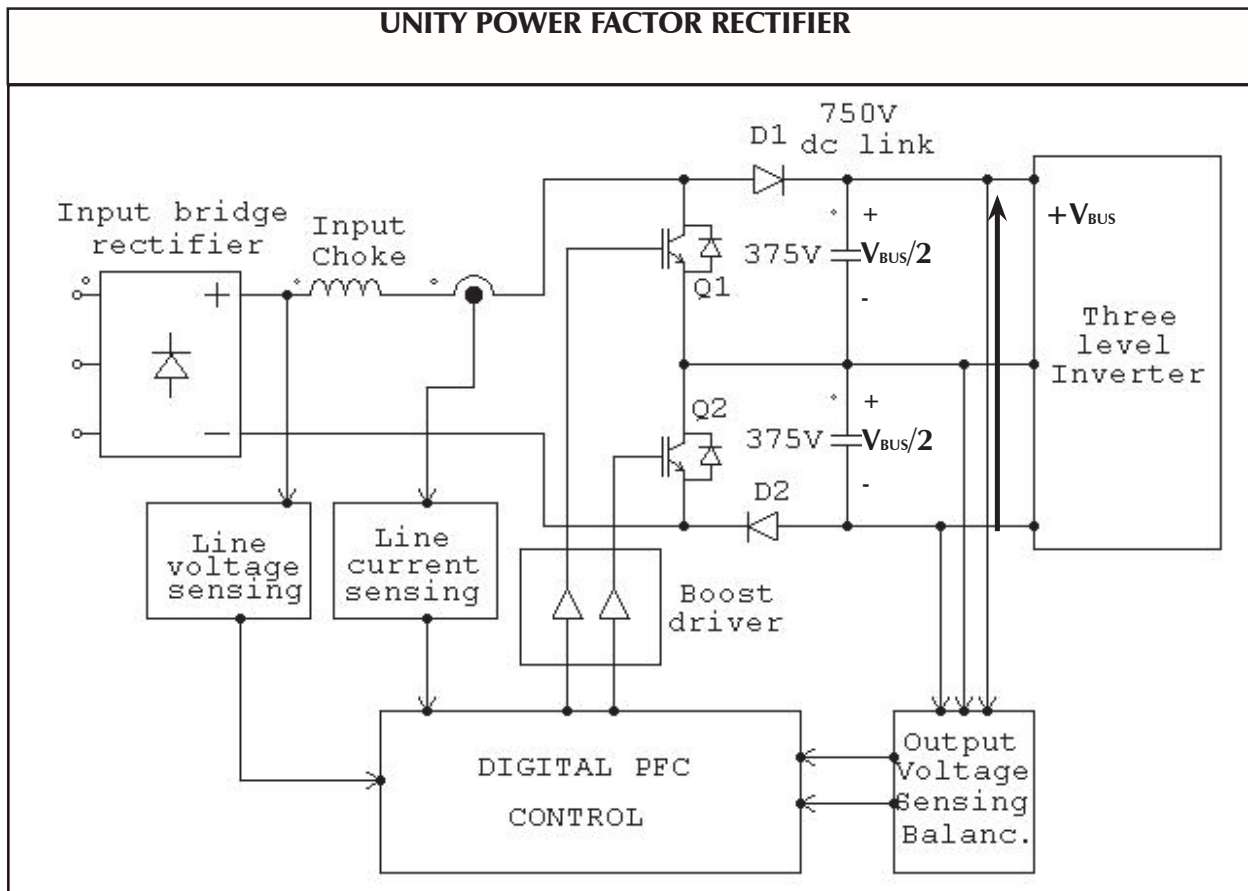 UNITY POWER FACTOR RECTIFIER
750V
dc link
D1
Input bridge
rectifier
Input
Choke
+
-
375V
+
VBUS/2
-
Q1
+VBUS
Three
level
Inverter
Q2
375V
+
VBUS/2
-
D2
Line
voltage
sensing
Line
current
sensing
Boost
driver
DIGITAL PFC
CONTROL
Output
Voltage
Sensing
Balanc.